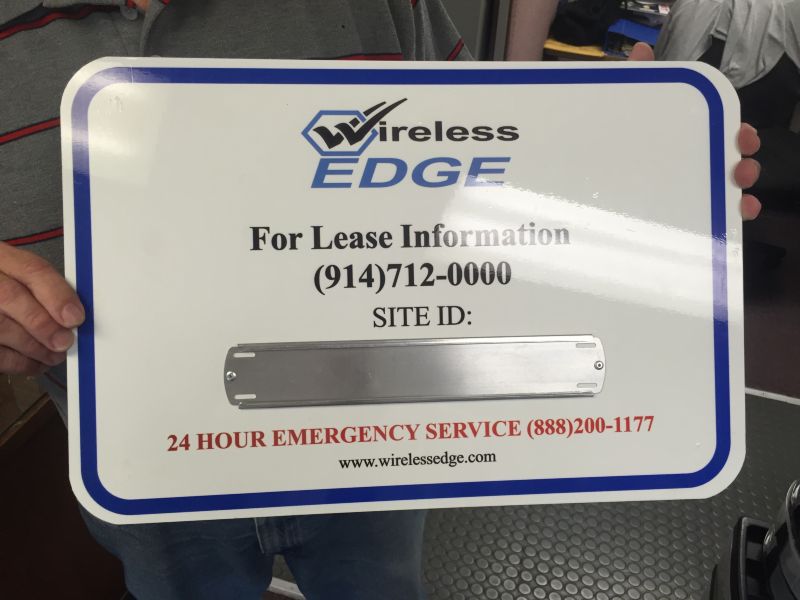 Wireless
EDGE
For Lease Information
(914)712-0000
SITE ID:
24 HOUR EMERGENCY SERVICE (888)200-1177
www.wirelessedge.com